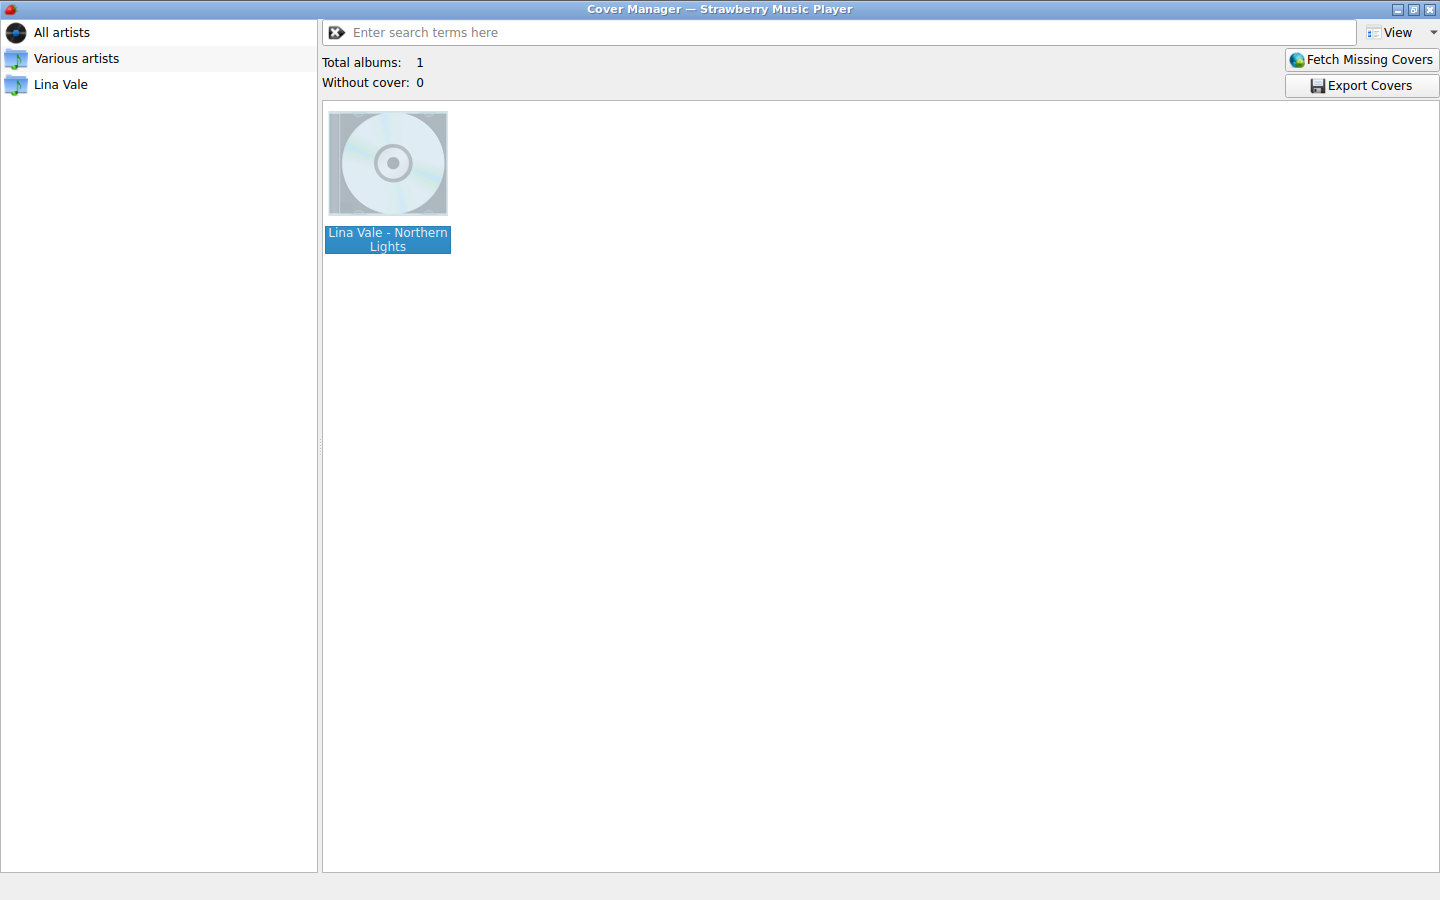 Cover Manager — Strawberry Music Player
All artists
Various artists
Lina Vale
Enter search terms here
View
Total albums: 1
Without cover: 0
Fetch Missing Covers
Export Covers
Lina Vale - Northern
Lights